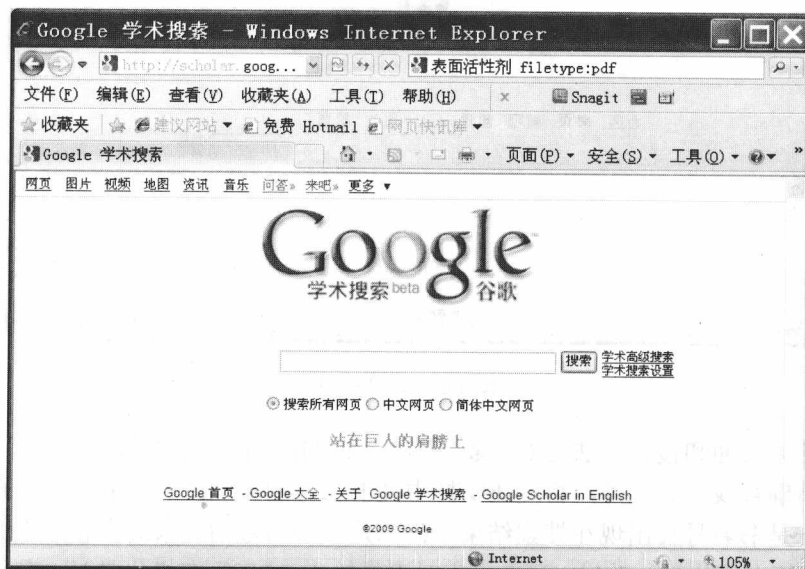 Google 学术搜索 - Windows Internet Explorer
http://scholar.goog... 表面活性剂 filetype:pdf
文件(F) 编辑(E) 查看(V) 收藏夹(A) 工具(T) 帮助(H) × Snagit
收藏夹 建议网站 免费 Hotmail 网页快讯库
Google 学术搜索 页面(P) 安全(S) 工具(O) »
网页 图片 视频 地图 资讯 音乐 问答» 来吧» 更多 ▼
Google
学术搜索 beta 谷歌
搜索 学术高级搜索
学术搜索设置
搜索所有网页 中文网页 简体中文网页
站在巨人的肩膀上
Google 首页 - Google 大全 - 关于 Google 学术搜索 - Google Scholar in English
©2009 Google
Internet 105%